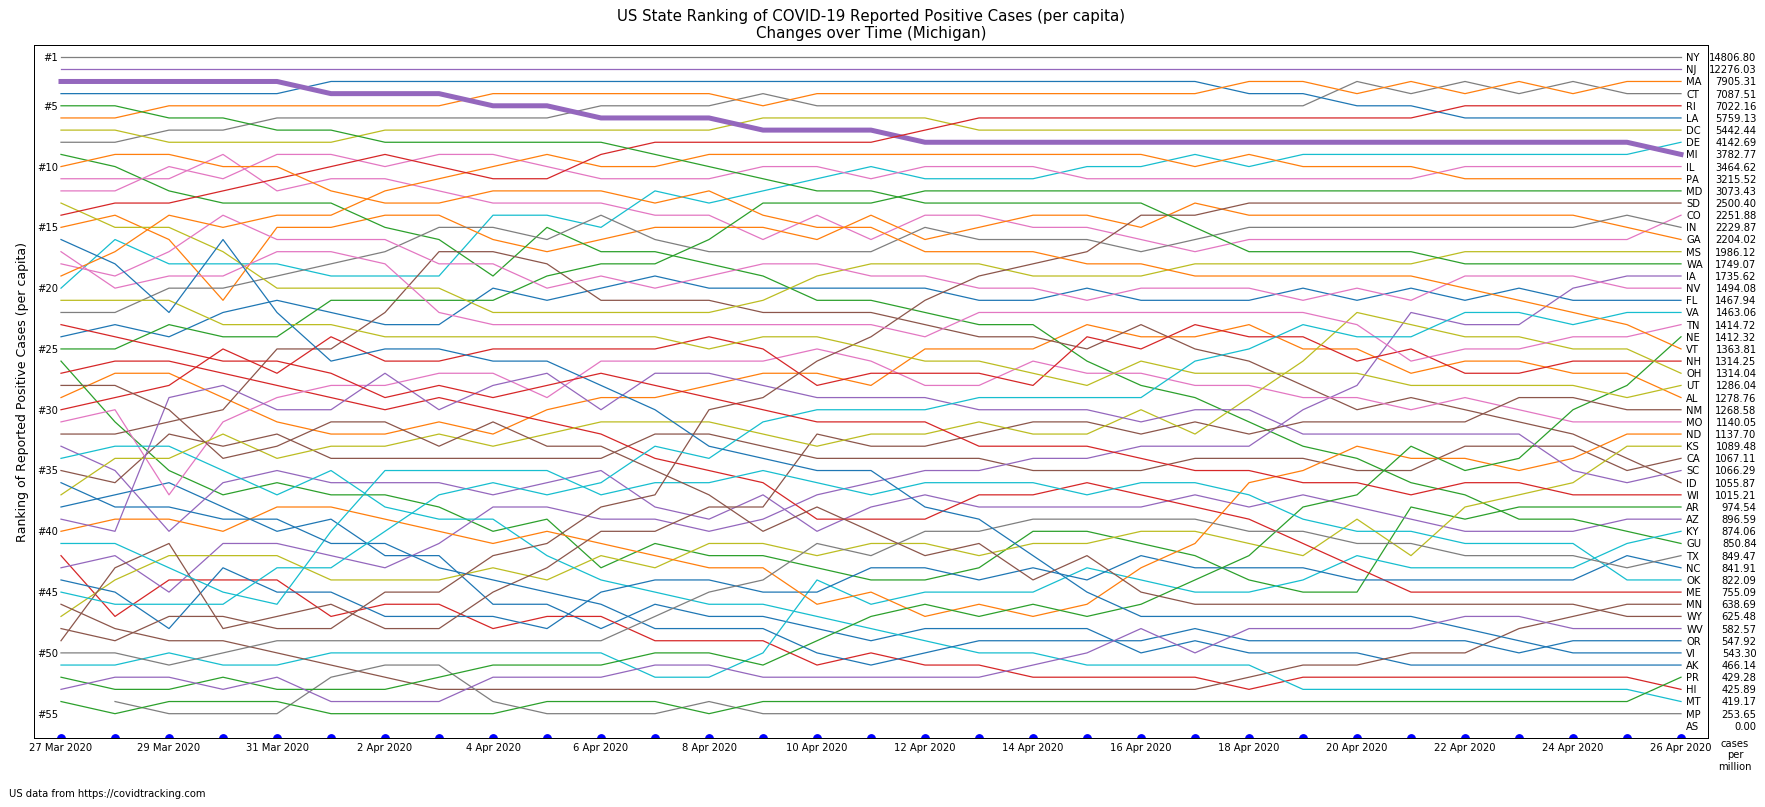 US State Ranking of COVID-19 Reported Positive Cases (per capita)
Changes over Time (Michigan)
Ranking of Reported Positive Cases (per capita)
#1
#5
#10
#15
#20
#25
#30
#35
#40
#45
#50
#55
NY 14806.80
NJ 12276.03
MA 7905.31
CT 7087.51
RI 7022.16
LA 5759.13
DC 5442.44
DE 4142.69
MI 3782.77
IL 3464.62
PA 3215.52
MD 3073.43
SD 2500.40
CO 2251.88
IN 2229.87
GA 2204.02
MS 1986.12
WA 1749.07
IA 1735.62
NV 1494.08
FL 1467.94
VA 1463.06
TN 1414.72
NE 1412.32
VT 1363.81
NH 1314.25
OH 1314.04
UT 1286.04
AL 1278.76
NM 1268.58
MO 1140.05
ND 1137.70
KS 1089.48
CA 1067.11
SC 1066.29
ID 1055.87
WI 1015.21
AR 974.54
AZ 896.59
KY 874.06
GU 850.84
TX 849.47
NC 841.91
OK 822.09
ME 755.09
MN 638.69
WY 625.48
WV 582.57
OR 547.92
VI 543.30
AK 466.14
PR 429.28
HI 425.89
MT 419.17
MP 253.65
AS 0.00
27 Mar 2020 29 Mar 2020 31 Mar 2020 2 Apr 2020 4 Apr 2020 6 Apr 2020 8 Apr 2020 10 Apr 2020 12 Apr 2020 14 Apr 2020 16 Apr 2020 18 Apr 2020 20 Apr 2020 22 Apr 2020 24 Apr 2020 26 Apr 2020
cases
per
million
US data from https://covidtracking.com